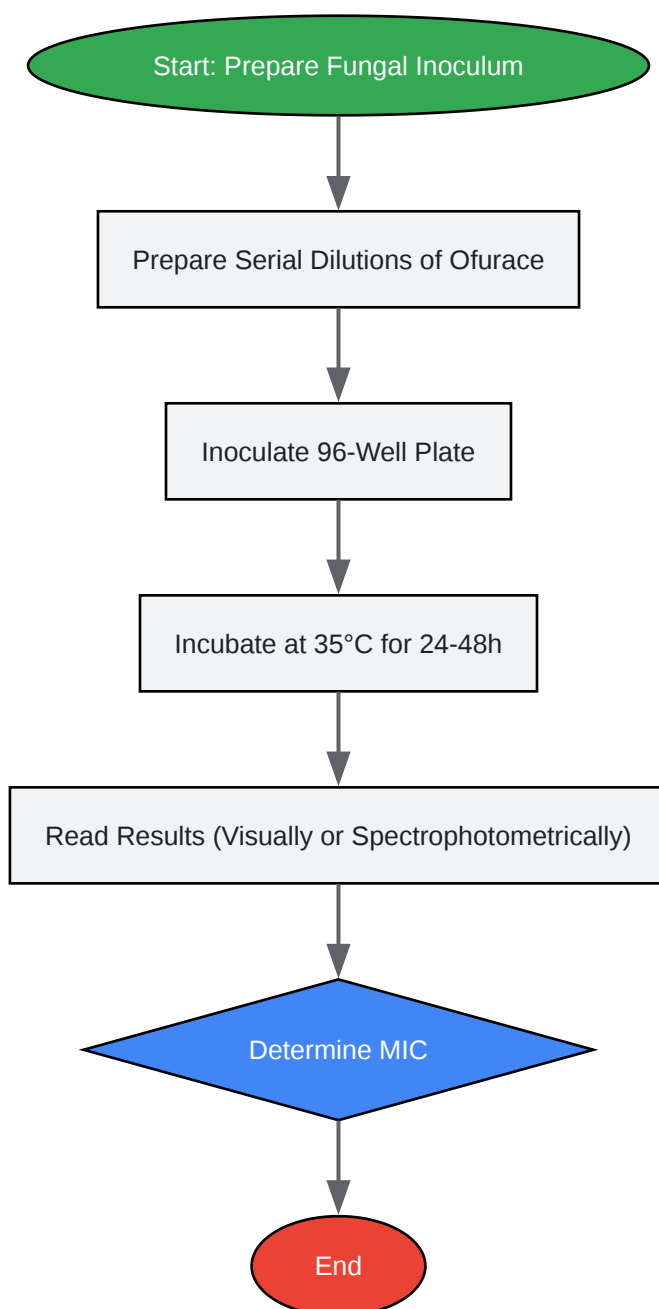 Start: Prepare Fungal Inoculum
Prepare Serial Dilutions of Ofurace
Inoculate 96-Well Plate
Incubate at 35°C for 24-48h
Read Results (Visually or Spectrophotometrically)
Determine MIC
End